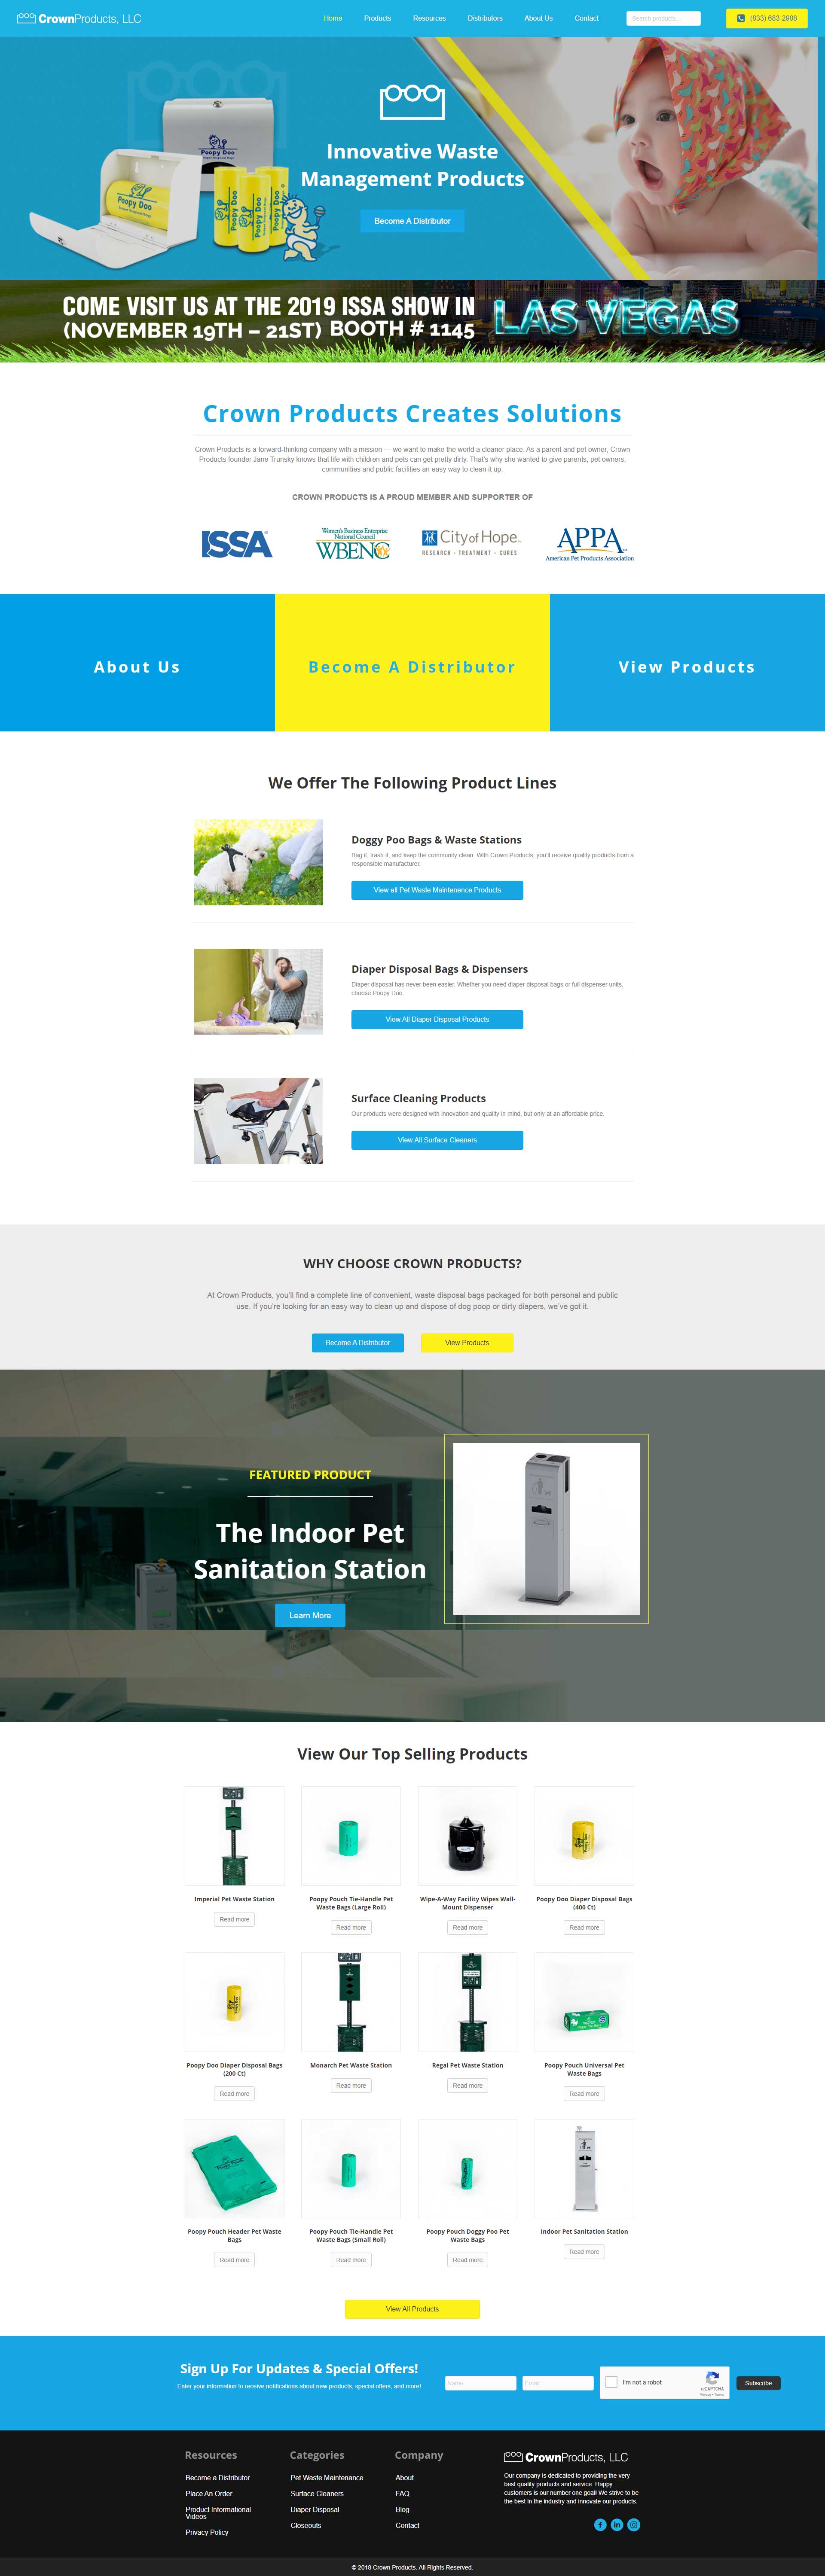 CrownProducts, LLC
Home
Products
Resources
Distributors
About Us
Contact
Search products…
(833) 683-2988
Poopy Doo
Poopy Doo
Poopy Doo
Poopy Doo
Poopy Doo
Innovative Waste
Management Products
Become A Distributor
COME VISIT US AT THE 2019 ISSA SHOW IN
(NOVEMBER 19TH – 21ST) BOOTH # 1145
LAS VEGAS
Crown Products Creates Solutions
Crown Products is a forward-thinking company with a mission — we want to make the world a cleaner place. As a parent and pet owner, Crown
Products founder Jane Trunsky knows that life with children and pets can get pretty dirty. That's why she wanted to give parents, pet owners,
communities and public facilities an easy way to clean it up.
CROWN PRODUCTS IS A PROUD MEMBER AND SUPPORTER OF
ISSA
Women's Business Enterprise
National Council
WBENC
City of Hope™
RESEARCH • TREATMENT • CURES
APPA
American Pet Products Association
About Us
Become A Distributor
View Products
We Offer The Following Product Lines
Doggy Poo Bags & Waste Stations
Bag it, trash it, and keep the community clean. With Crown Products, you'll receive quality products from a
responsible manufacturer.
View all Pet Waste Maintenence Products
Diaper Disposal Bags & Dispensers
Diaper disposal has never been easier. Whether you need diaper disposal bags or full dispenser units,
choose Poopy Doo.
View All Diaper Disposal Products
Surface Cleaning Products
Our products were designed with innovation and quality in mind, but only at an affordable price.
View All Surface Cleaners
WHY CHOOSE CROWN PRODUCTS?
At Crown Products, you'll find a complete line of convenient, waste disposal bags packaged for both personal and public
use. If you're looking for an easy way to clean up and dispose of dog poop or dirty diapers, we've got it.
Become A Distributor
View Products
FEATURED PRODUCT
The Indoor Pet
Sanitation Station
Learn More
View Our Top Selling Products
Imperial Pet Waste Station
Read more
Poopy Pouch Tie-Handle Pet
Waste Bags (Large Roll)
Read more
Wipe-A-Way Facility Wipes Wall-
Mount Dispenser
Read more
Poopy Doo Diaper Disposal Bags
(400 Ct)
Read more
Poopy Doo Diaper Disposal Bags
(200 Ct)
Read more
Monarch Pet Waste Station
Read more
Regal Pet Waste Station
Read more
Poopy Pouch Universal Pet
Waste Bags
Read more
Poopy Pouch Header Pet Waste
Bags
Read more
Poopy Pouch Tie-Handle Pet
Waste Bags (Small Roll)
Read more
Poopy Pouch Doggy Poo Pet
Waste Bags
Read more
Indoor Pet Sanitation Station
Read more
View All Products
Sign Up For Updates & Special Offers!
Enter your information to receive notifications about new products, special offers, and more!
Name
Email
I'm not a robot
reCAPTCHA
Privacy - Terms
Subscribe
Resources
Become a Distributor
Place An Order
Product Informational
Videos
Privacy Policy
Categories
Pet Waste Maintenance
Surface Cleaners
Diaper Disposal
Closeouts
Company
About
FAQ
Blog
Contact
CrownProducts, LLC
Our company is dedicated to providing the very
best quality products and service. Happy
customers is our number one goal! We strive to be
the best in the industry and innovate our products.
© 2018 Crown Products. All Rights Reserved.